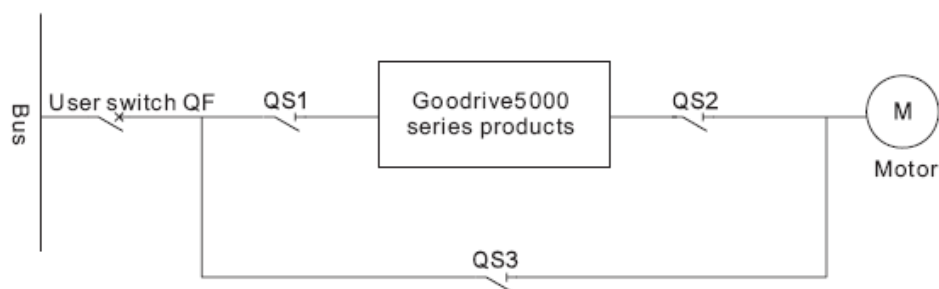 Bus
User switch QF
QS1
Goodrive5000
series products
QS2
M
Motor
QS3